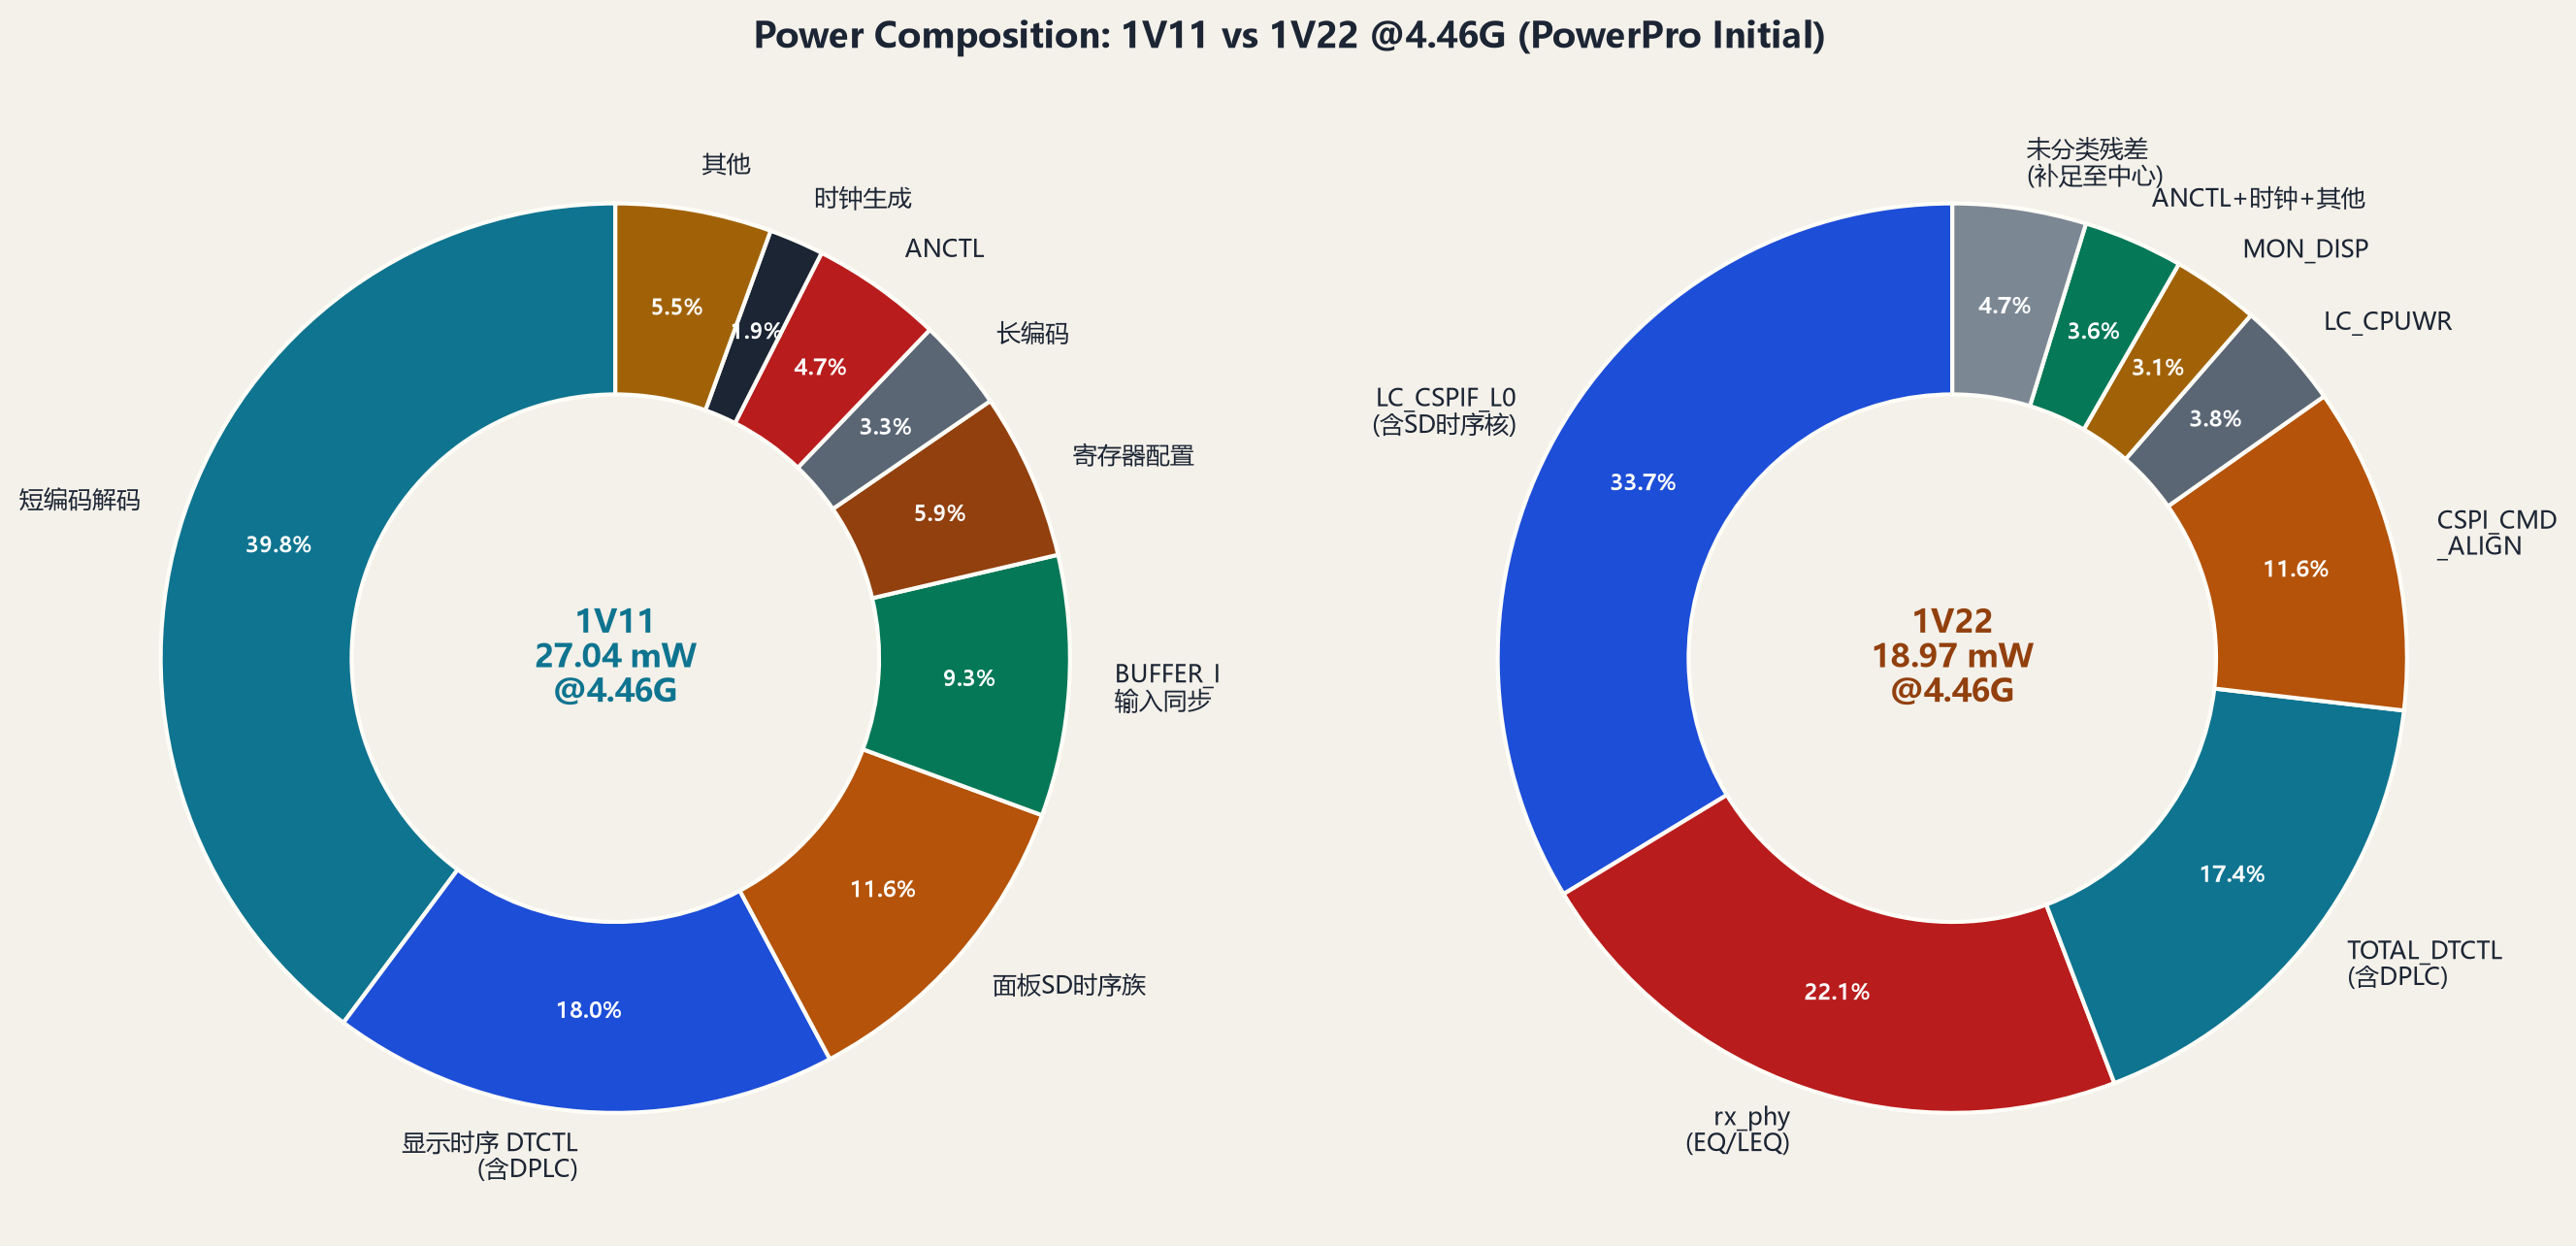 Power Composition: 1V11 vs 1V22 @4.46G (PowerPro Initial)
其他
时钟生成
ANCTL
长编码
寄存器配置
BUFFER_I
输入同步
面板SD时序族
显示时序 DTCTL
(含DPLC)
短编码解码
5.5%
1.9%
4.7%
3.3%
5.9%
9.3%
11.6%
18.0%
39.8%
1V11
27.04 mW
@4.46G
未分类残差
(补足至中心)
ANCTL+时钟+其他
MON_DISP
LC_CPUWR
CSPI_CMD
_ALIGN
TOTAL_DTCTL
(含DPLC)
rx_phy
(EQ/LEQ)
LC_CSPIF_L0
(含SD时序核)
4.7%
3.6%
3.1%
3.8%
11.6%
17.4%
22.1%
33.7%
1V22
18.97 mW
@4.46G